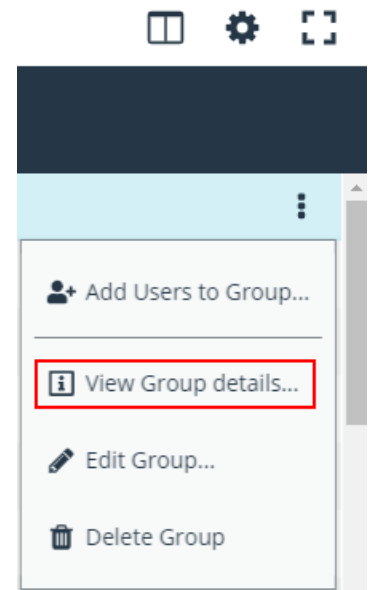 Add Users to Group...
View Group details...
Edit Group...
Delete Group